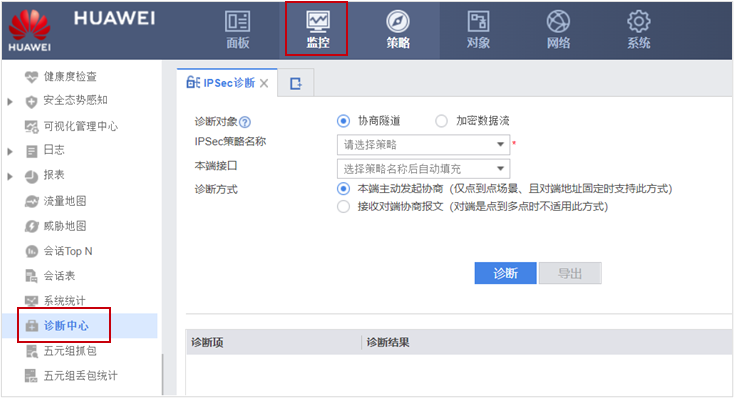 HUAWEI
HUAWEI
面板
监控
策略
对象
网络
系统
健康度检查
安全态势感知
可视化管理中心
日志
报表
流量地图
威胁地图
会话Top N
会话表
系统统计
诊断中心
五元组抓包
五元组丢包统计
IPSec诊断
诊断对象
协商隧道
加密数据流
IPSec策略名称
请选择策略
*
本端接口
选择策略名称后自动填充
诊断方式
本端主动发起协商（仅点到点场景、且对端地址固定时支持此方式）
接收对端协商报文（对端是点到多点时不适用此方式）
诊断
导出
诊断项
诊断结果